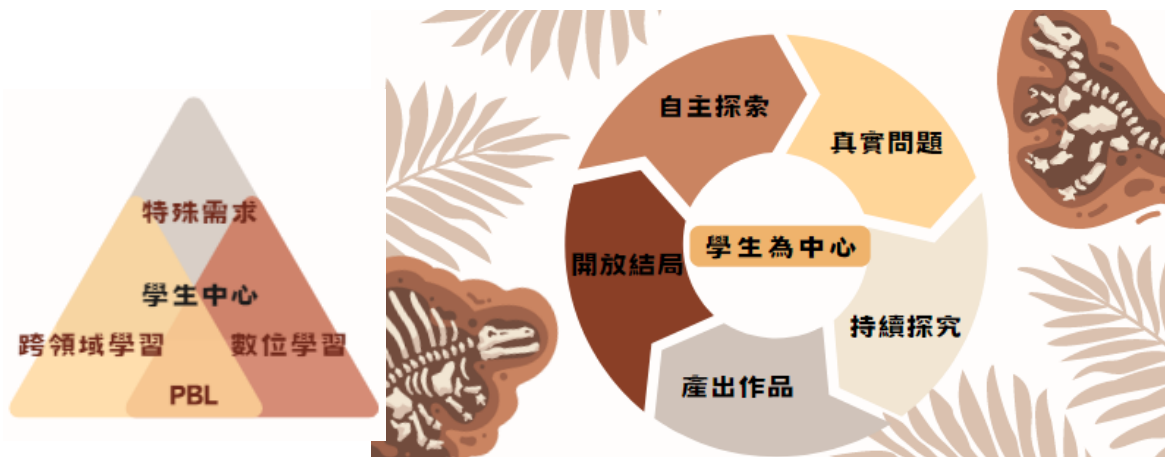 特殊需求
學生中心
跨領域學習
數位學習
PBL
自主探索
真實問題
開放結局
學生為中心
持續探究
產出作品